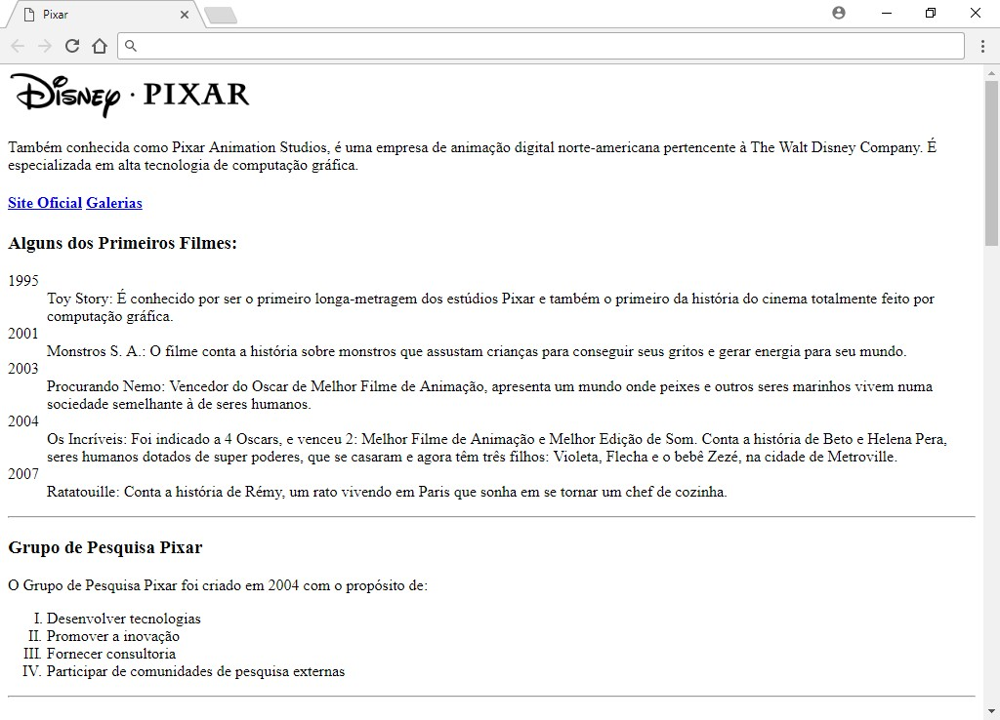 Pixar
Disney · PIXAR
Também conhecida como Pixar Animation Studios, é uma empresa de animação digital norte-americana pertencente à The Walt Disney Company. É
especializada em alta tecnologia de computação gráfica.
Site Oficial Galerias
Alguns dos Primeiros Filmes:
1995
Toy Story: É conhecido por ser o primeiro longa-metragem dos estúdios Pixar e também o primeiro da história do cinema totalmente feito por
computação gráfica.
2001
Monstros S. A.: O filme conta a história sobre monstros que assustam crianças para conseguir seus gritos e gerar energia para seu mundo.
2003
Procurando Nemo: Vencedor do Oscar de Melhor Filme de Animação, apresenta um mundo onde peixes e outros seres marinhos vivem numa
sociedade semelhante à de seres humanos.
2004
Os Incríveis: Foi indicado a 4 Oscars, e venceu 2: Melhor Filme de Animação e Melhor Edição de Som. Conta a história de Beto e Helena Pera,
seres humanos dotados de super poderes, que se casaram e agora têm três filhos: Violeta, Flecha e o bebê Zezé, na cidade de Metroville.
2007
Ratatouille: Conta a história de Rémy, um rato vivendo em Paris que sonha em se tornar um chef de cozinha.
Grupo de Pesquisa Pixar
O Grupo de Pesquisa Pixar foi criado em 2004 com o propósito de:
I. Desenvolver tecnologias
II. Promover a inovação
III. Fornecer consultoria
IV. Participar de comunidades de pesquisa externas